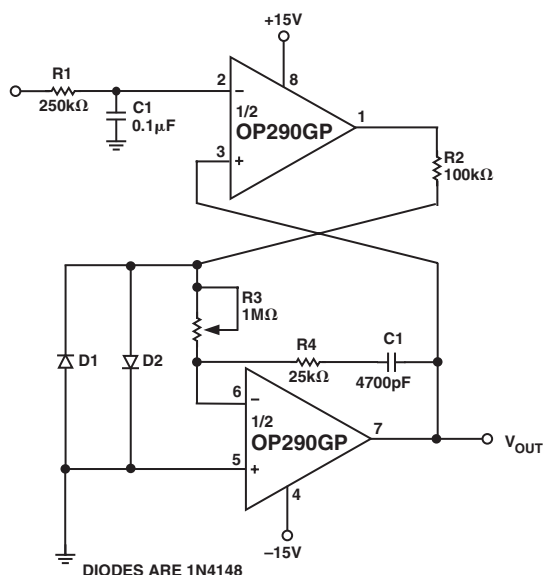 +15V
R1
250kΩ
C1
0.1μF
2
–
8
1/2
OP290GP
1
3
+
R2
100kΩ
R3
1MΩ
D1
D2
R4
25kΩ
C1
4700pF
6
–
1/2
OP290GP
7
5
+
4
VOUT
–15V
DIODES ARE 1N4148